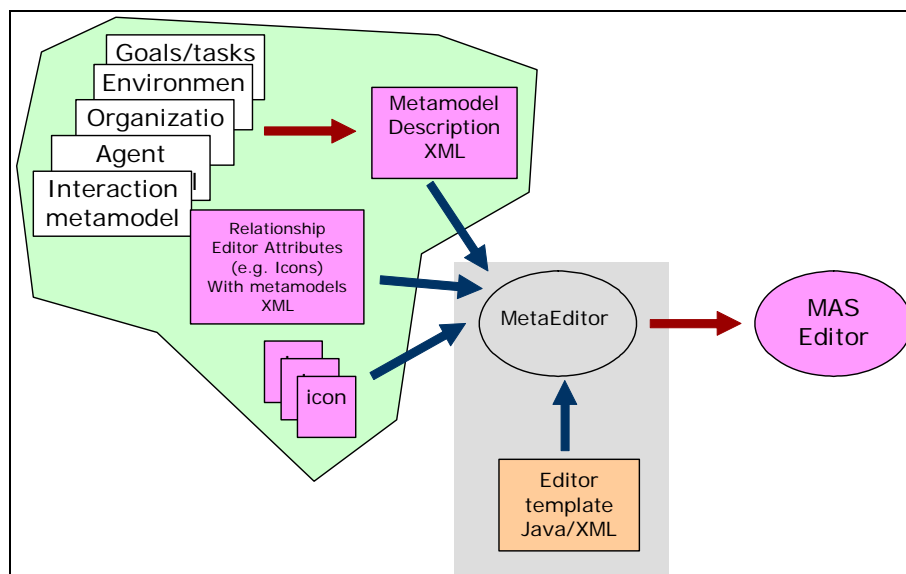 Goals/tasks
Environmen
Organizatio
Agent
l
Interaction
metamodel
Metamodel
Description
XML
Relationship
Editor Attributes
(e.g. Icons)
With metamodels
XML
icon
MetaEditor
MAS
Editor
Editor
template
Java/XML